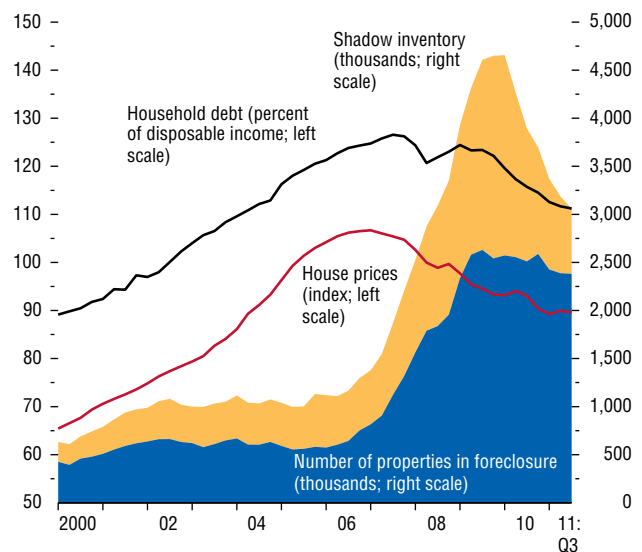 150
140
130
120
110
100
90
80
70
60
50
5,000
4,500
4,000
3,500
3,000
2,500
2,000
1,500
1,000
500
0
Shadow inventory
(thousands; right
scale)
Household debt (percent
of disposable income; left
scale)
House prices
(index; left
scale)
Number of properties in foreclosure
(thousands; right scale)
2000
02
04
06
08
10
11:
Q3